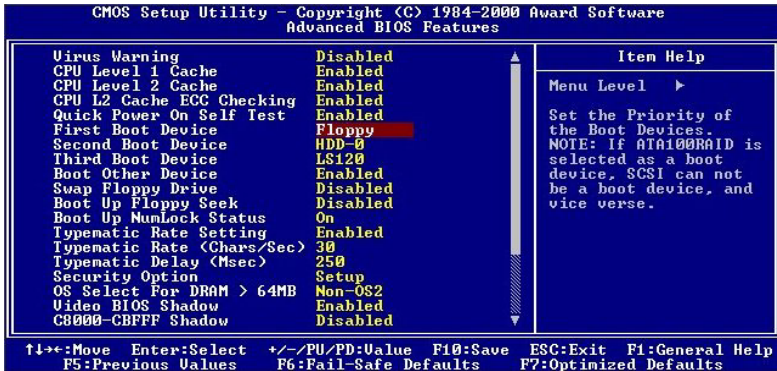 CMOS Setup Utility - Copyright (C) 1984-2000 Award Software
Advanced BIOS Features
Virus Warning Disabled
CPU Level 1 Cache Enabled
CPU Level 2 Cache Enabled
CPU L2 Cache ECC Checking Enabled
Quick Power On Self Test Enabled
First Boot Device Floppy
Second Boot Device HDD-0
Third Boot Device LS120
Boot Other Device Enabled
Swap Floppy Drive Disabled
Boot Up Floppy Seek Disabled
Boot Up NumLock Status On
Typematic Rate Setting Enabled
Typematic Rate (Chars/Sec) 30
Typematic Delay (Msec) 250
Security Option Setup
OS Select For DRAM > 64MB Non-OS2
Video BIOS Shadow Enabled
C8000-CBFFF Shadow Disabled
Item Help
Menu Level ▶
Set the Priority of
the Boot Devices.
NOTE: If ATA100RAID is
selected as a boot
device, SCSI can not
be a boot device, and
vice verse.
↑↓→←:Move Enter:Select +/-/PU/PD:Value F10:Save ESC:Exit F1:General Help
F5:Previous Values F6:Fail-Safe Defaults F7:Optimized Defaults